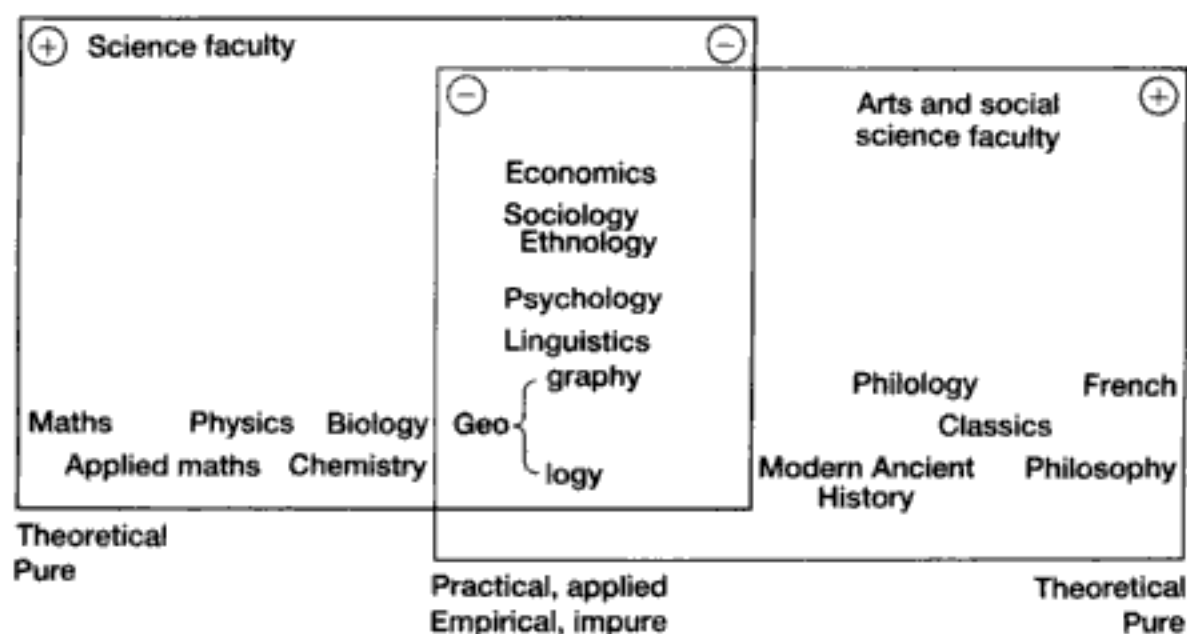 + Science faculty −
− Arts and social +
science faculty
Economics
Sociology
Ethnology
Psychology
Linguistics
graphy Philology French
Maths Physics Biology Geo Classics
Applied maths Chemistry logy Modern Ancient Philosophy
History
Theoretical
Pure
Practical, applied Theoretical
Empirical, impure Pure